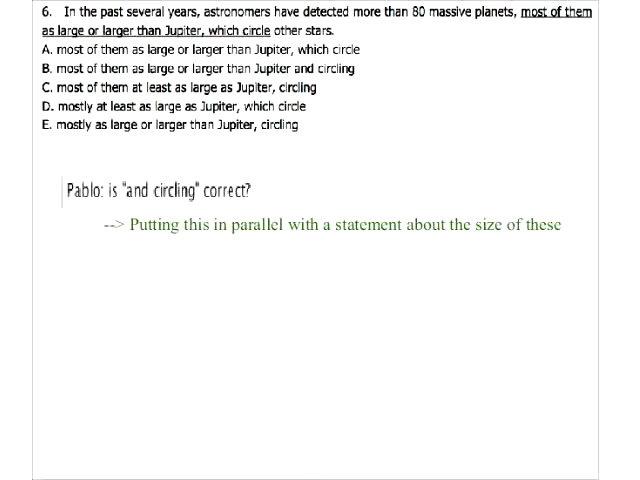 6. In the past several years, astronomers have detected more than 80 massive planets, most of them
as large or larger than Jupiter, which circle other stars.
A. most of them as large or larger than Jupiter, which circle
B. most of them as large or larger than Jupiter and circling
C. most of them at least as large as Jupiter, circling
D. mostly at least as large as Jupiter, which circle
E. mostly as large or larger than Jupiter, circling
Pablo: is "and circling" correct?
--> Putting this in parallel with a statement about the size of these